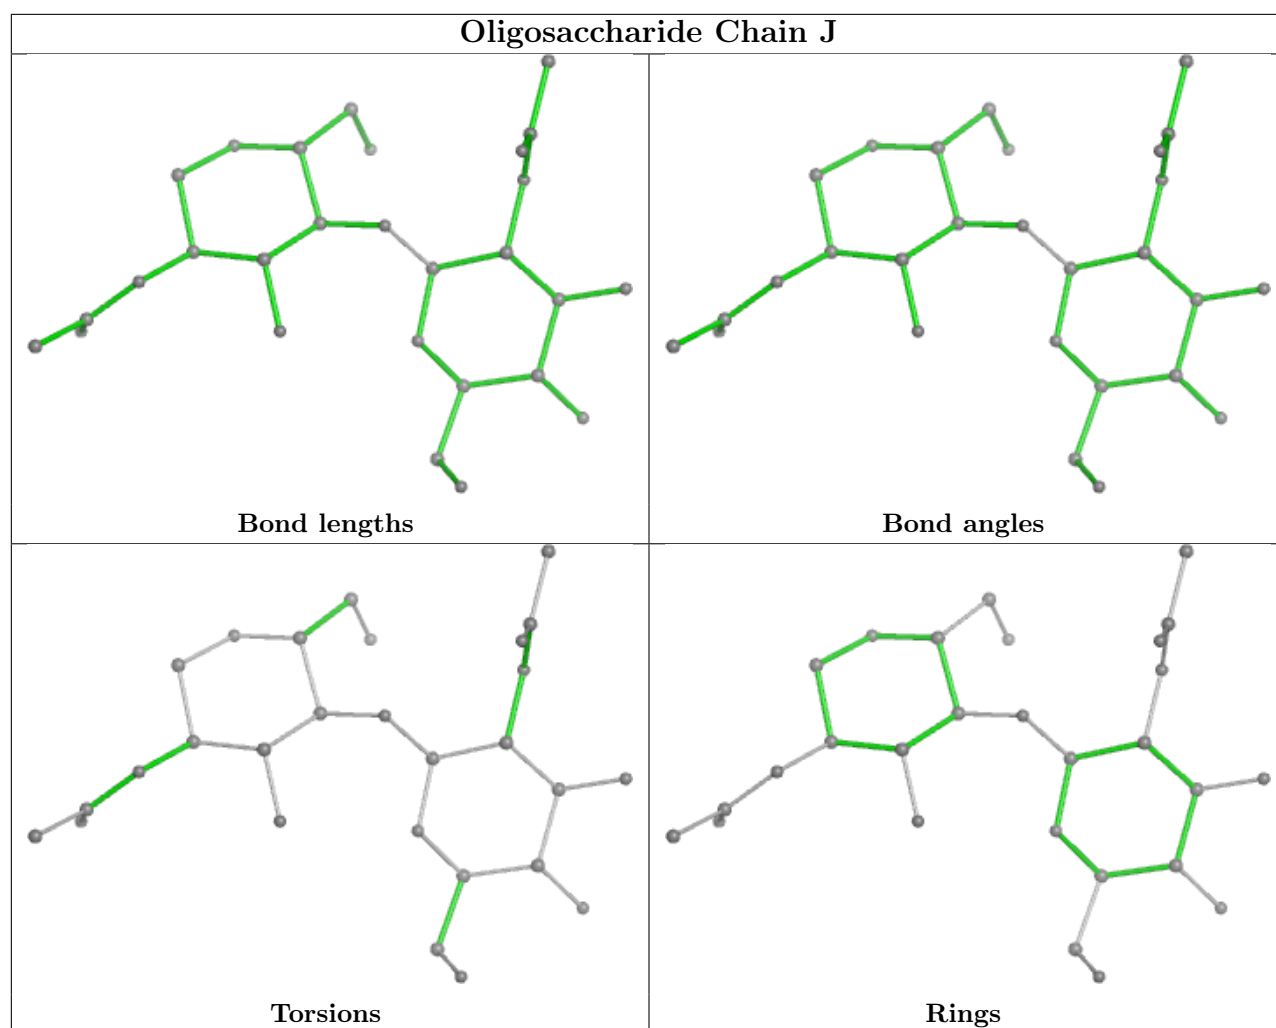 Oligosaccharide Chain J
Bond lengths
Bond angles
Torsions
Rings